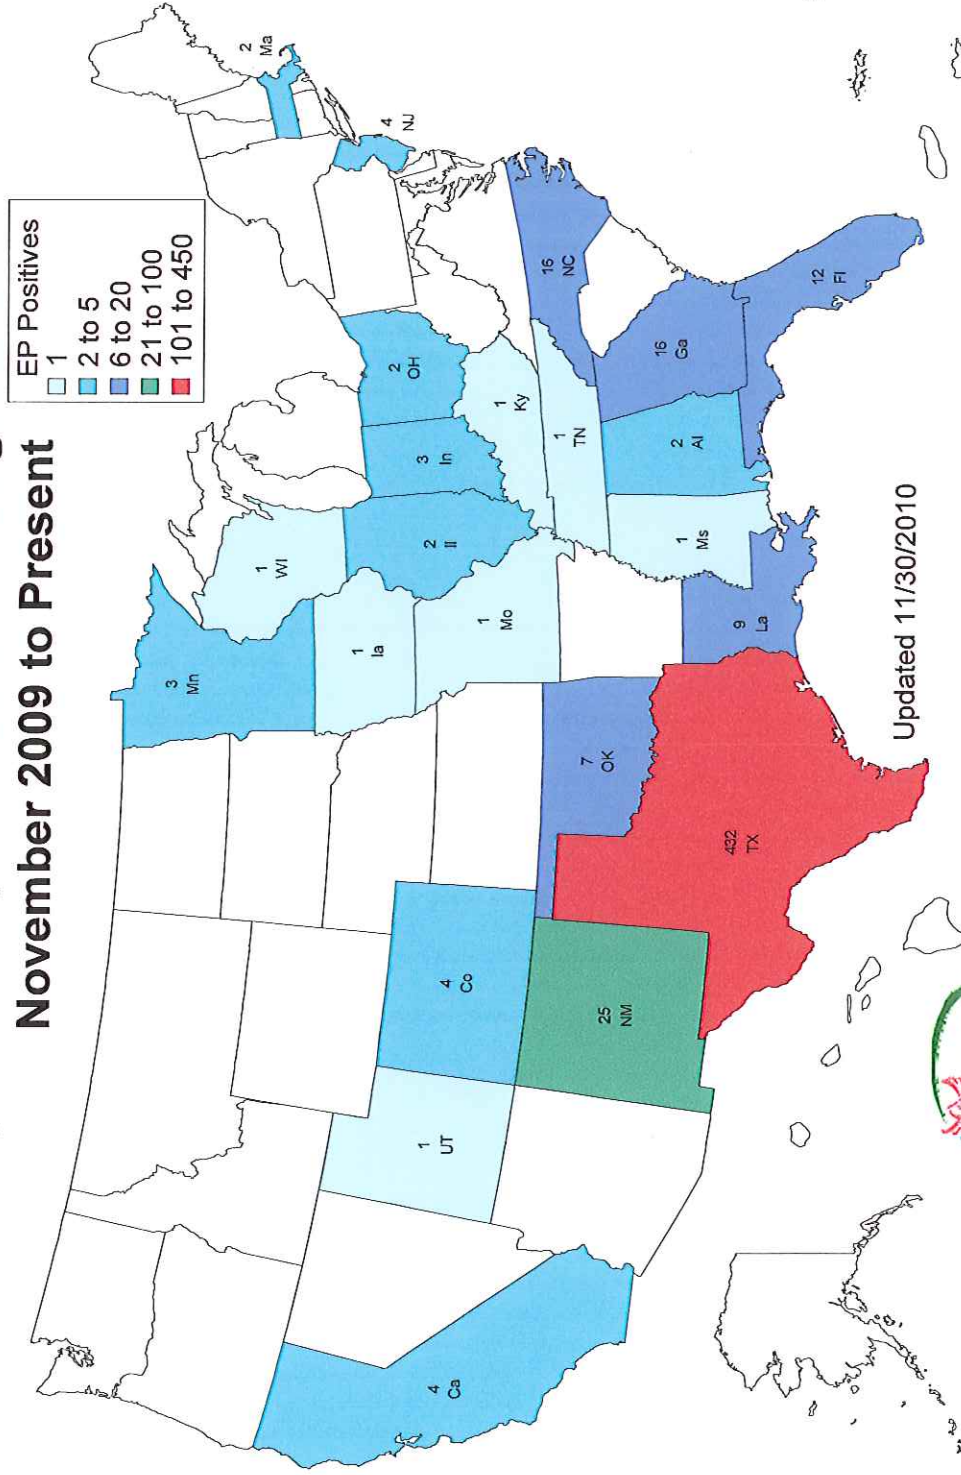 November 2009 to Present
EP Positives
1
2 to 5
6 to 20
21 to 100
101 to 450
2
Ma
4
NJ
3
Mn
1
WI
2
OH
3
In
2
Il
1
Ia
1
Ky
16
NC
1
Mo
1
TN
4
Co
1
UT
4
Ca
25
NM
7
OK
432
TX
9
La
1
Ms
2
Al
16
Ga
12
Fl
Updated 11/30/2010